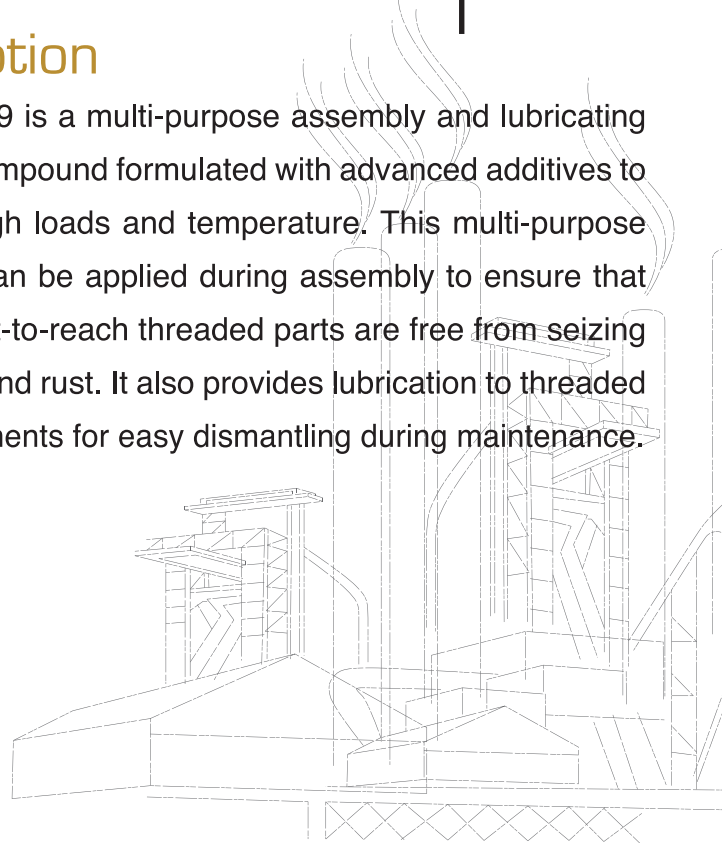 ption
9 is a multi-purpose assembly and lubricating
mpound formulated with advanced additives to
gh loads and temperature. This multi-purpose
an be applied during assembly to ensure that
t-to-reach threaded parts are free from seizing
nd rust. It also provides lubrication to threaded
nents for easy dismantling during maintenance.